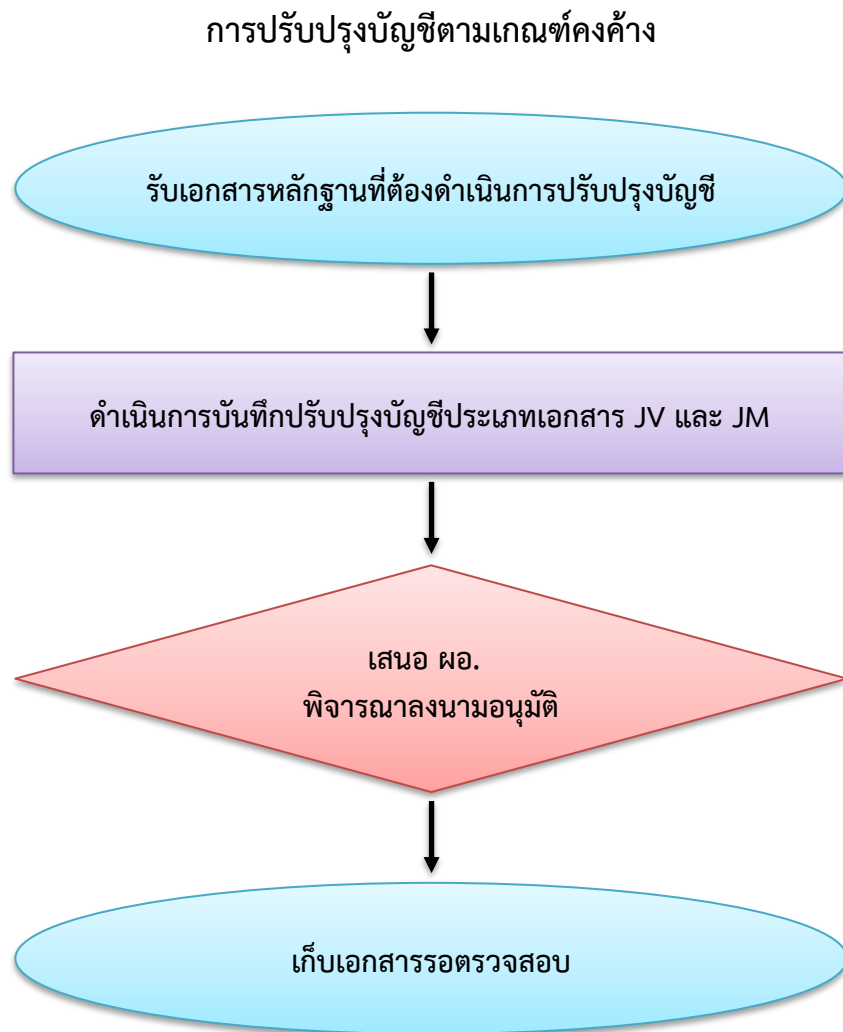 การปรับปรุงบัญชีตามเกณฑ์คงค้าง
รับเอกสารหลักฐานที่ต้องดำเนินการปรับปรุงบัญชี
ดำเนินการบันทึกปรับปรุงบัญชีประเภทเอกสาร JV และ JM
เสนอ ผอ.
พิจารณาลงนามอนุมัติ
เก็บเอกสารรอตรวจสอบ